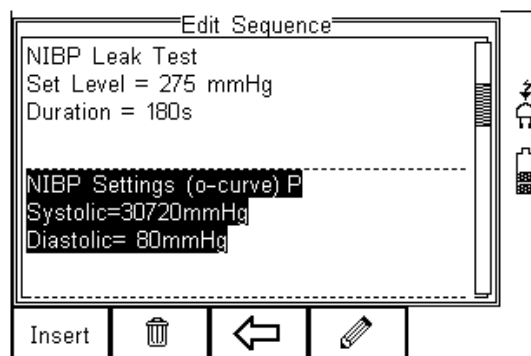 Edit Sequence
NIBP Leak Test
Set Level = 275 mmHg
Duration = 180s
NIBP Settings (o-curve) P
Systolic=30720mmHg
Diastolic= 80mmHg
Insert